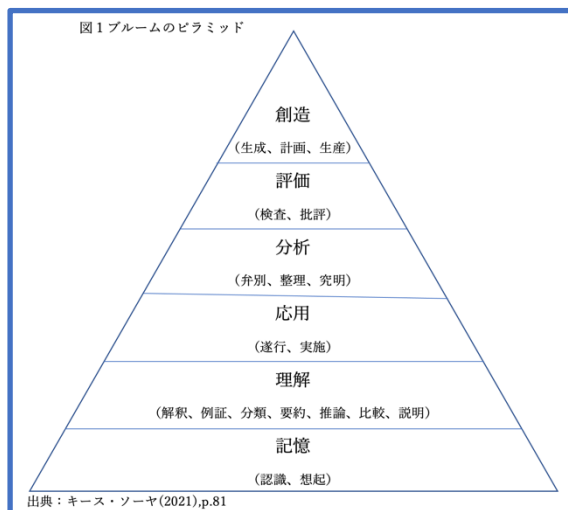 図1ブルームのピラミッド
創造
(生成、計画、生産)
評価
(検査、批評)
分析
(弁別、整理、究明)
応用
(遂行、実施)
理解
(解釈、例証、分類、要約、推論、比較、説明)
記憶
(認識、想起)
出典：キース・ソーヤ(2021),p.81